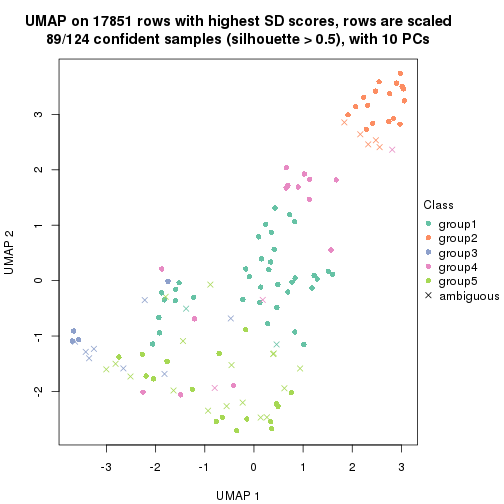 UMAP on 17851 rows with highest SD scores, rows are scaled
89/124 confident samples (silhouette > 0.5), with 10 PCs
UMAP 2
3
2
1
0
-1
-2
-3
-2
-1
0
1
2
3
UMAP 1
Class
group1
group2
group3
group4
group5
ambiguous